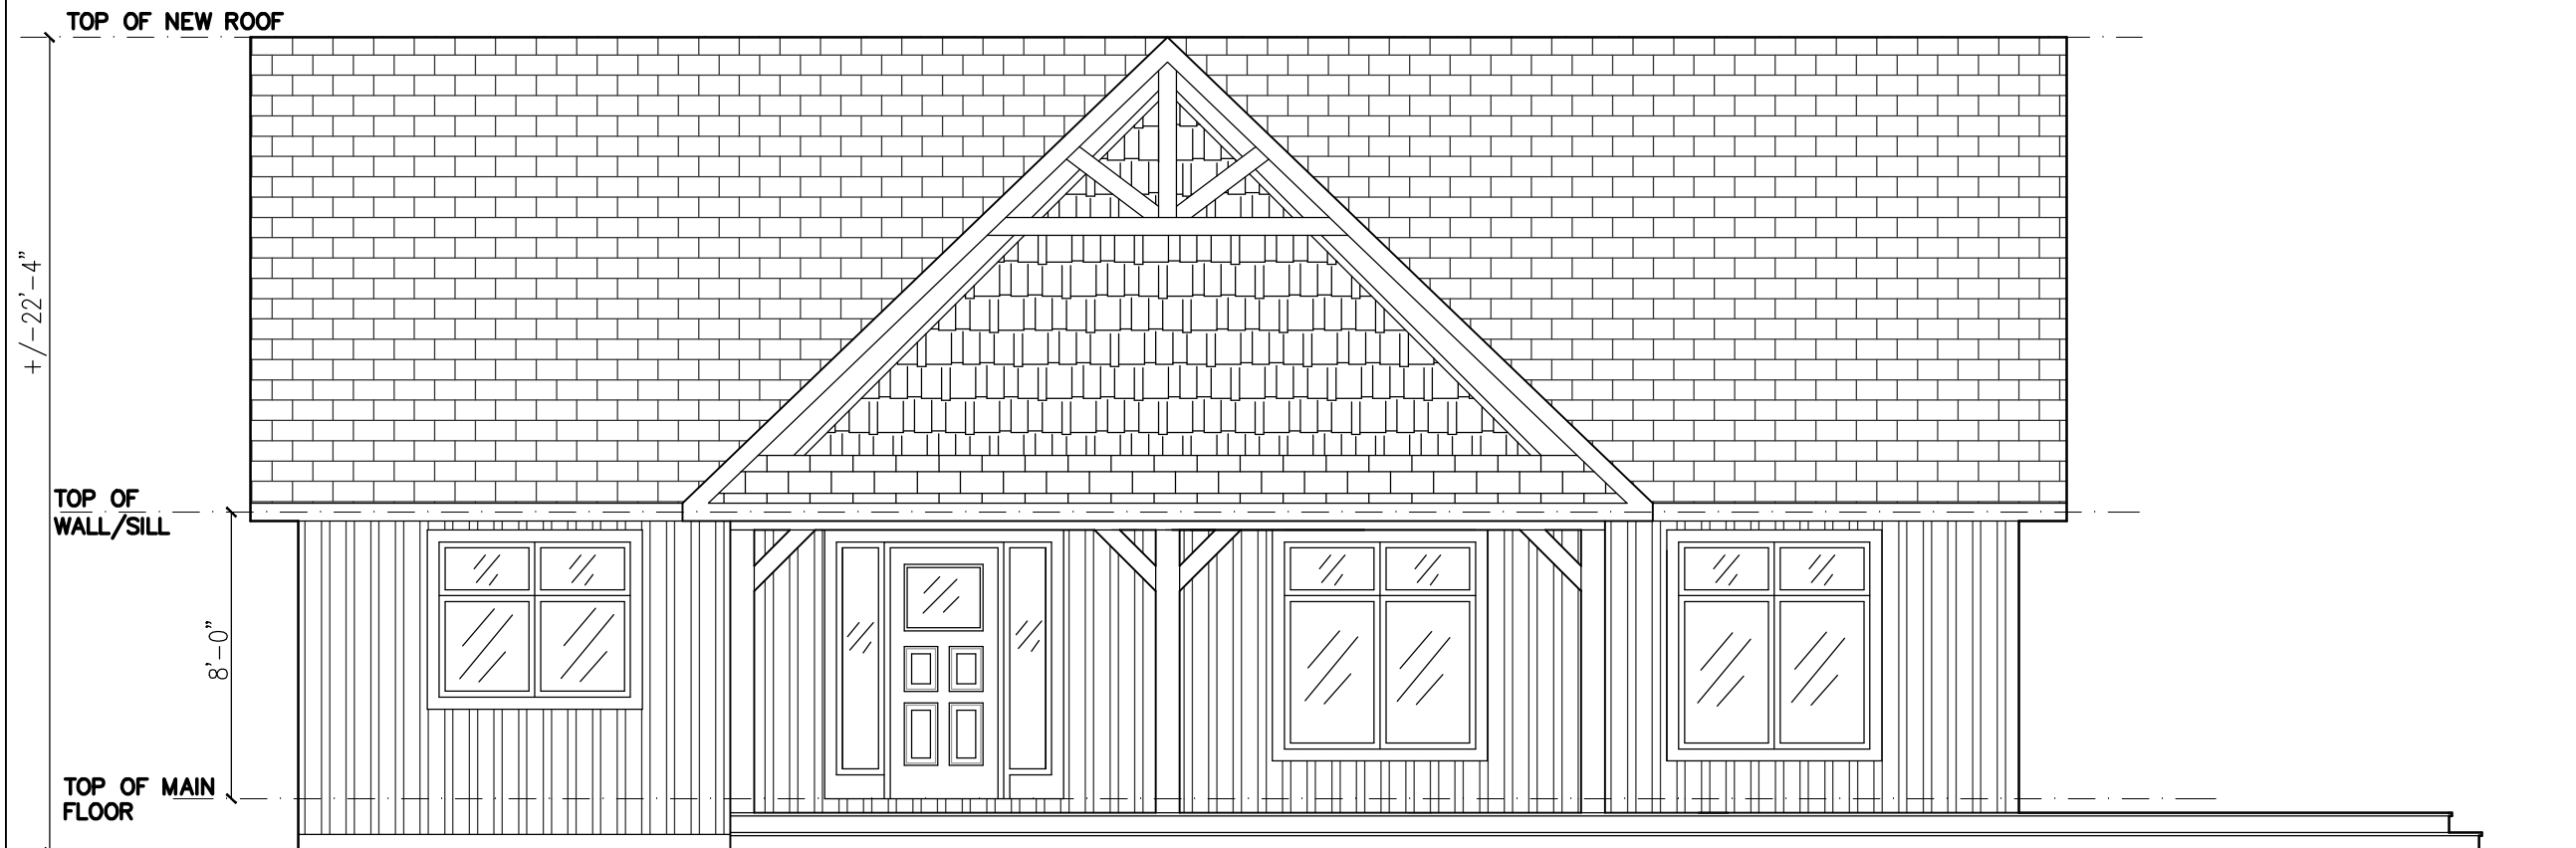 TOP OF NEW ROOF
+/-22'-4"
TOP OF
WALL/SILL
8'-0"
TOP OF MAIN
FLOOR